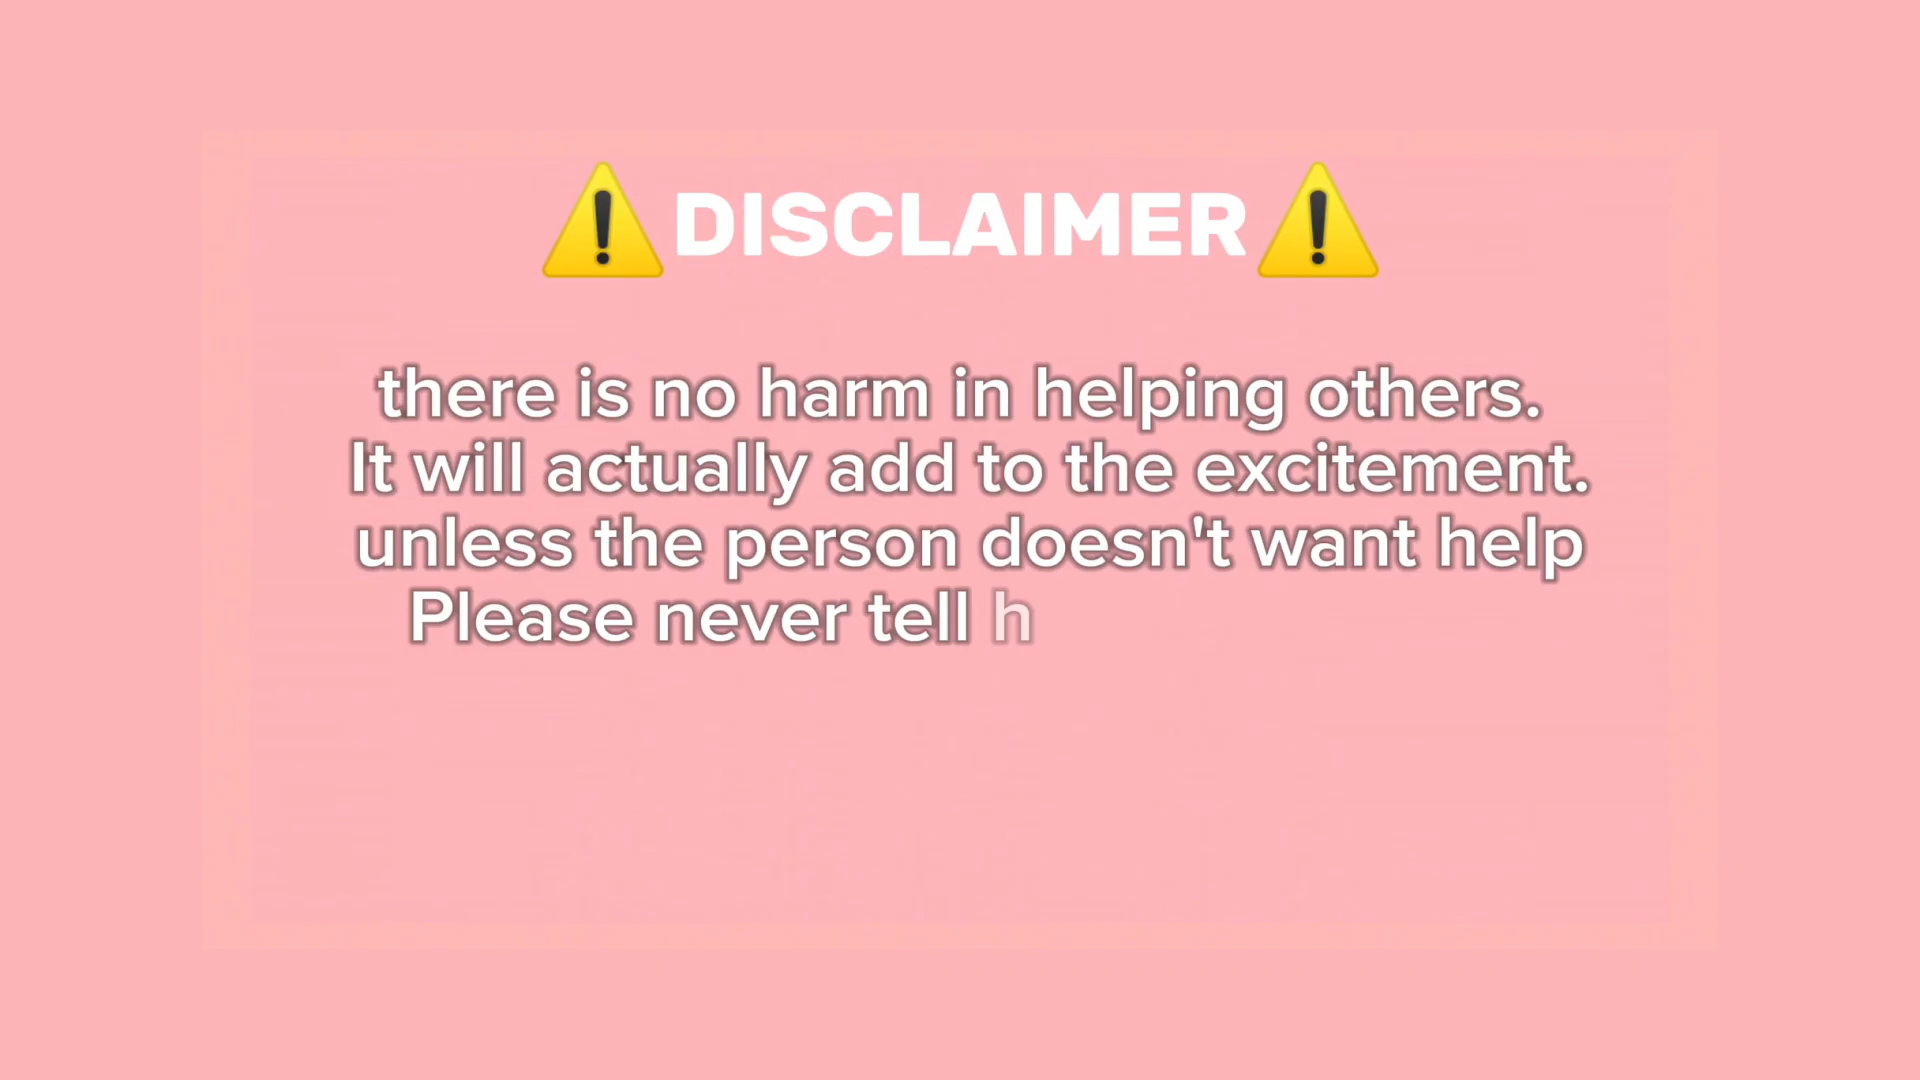 ⚠️DISCLAIMER⚠️
there is no harm in helping others.
It will actually add to the excitement.
unless the person doesn't want help
Please never tell h